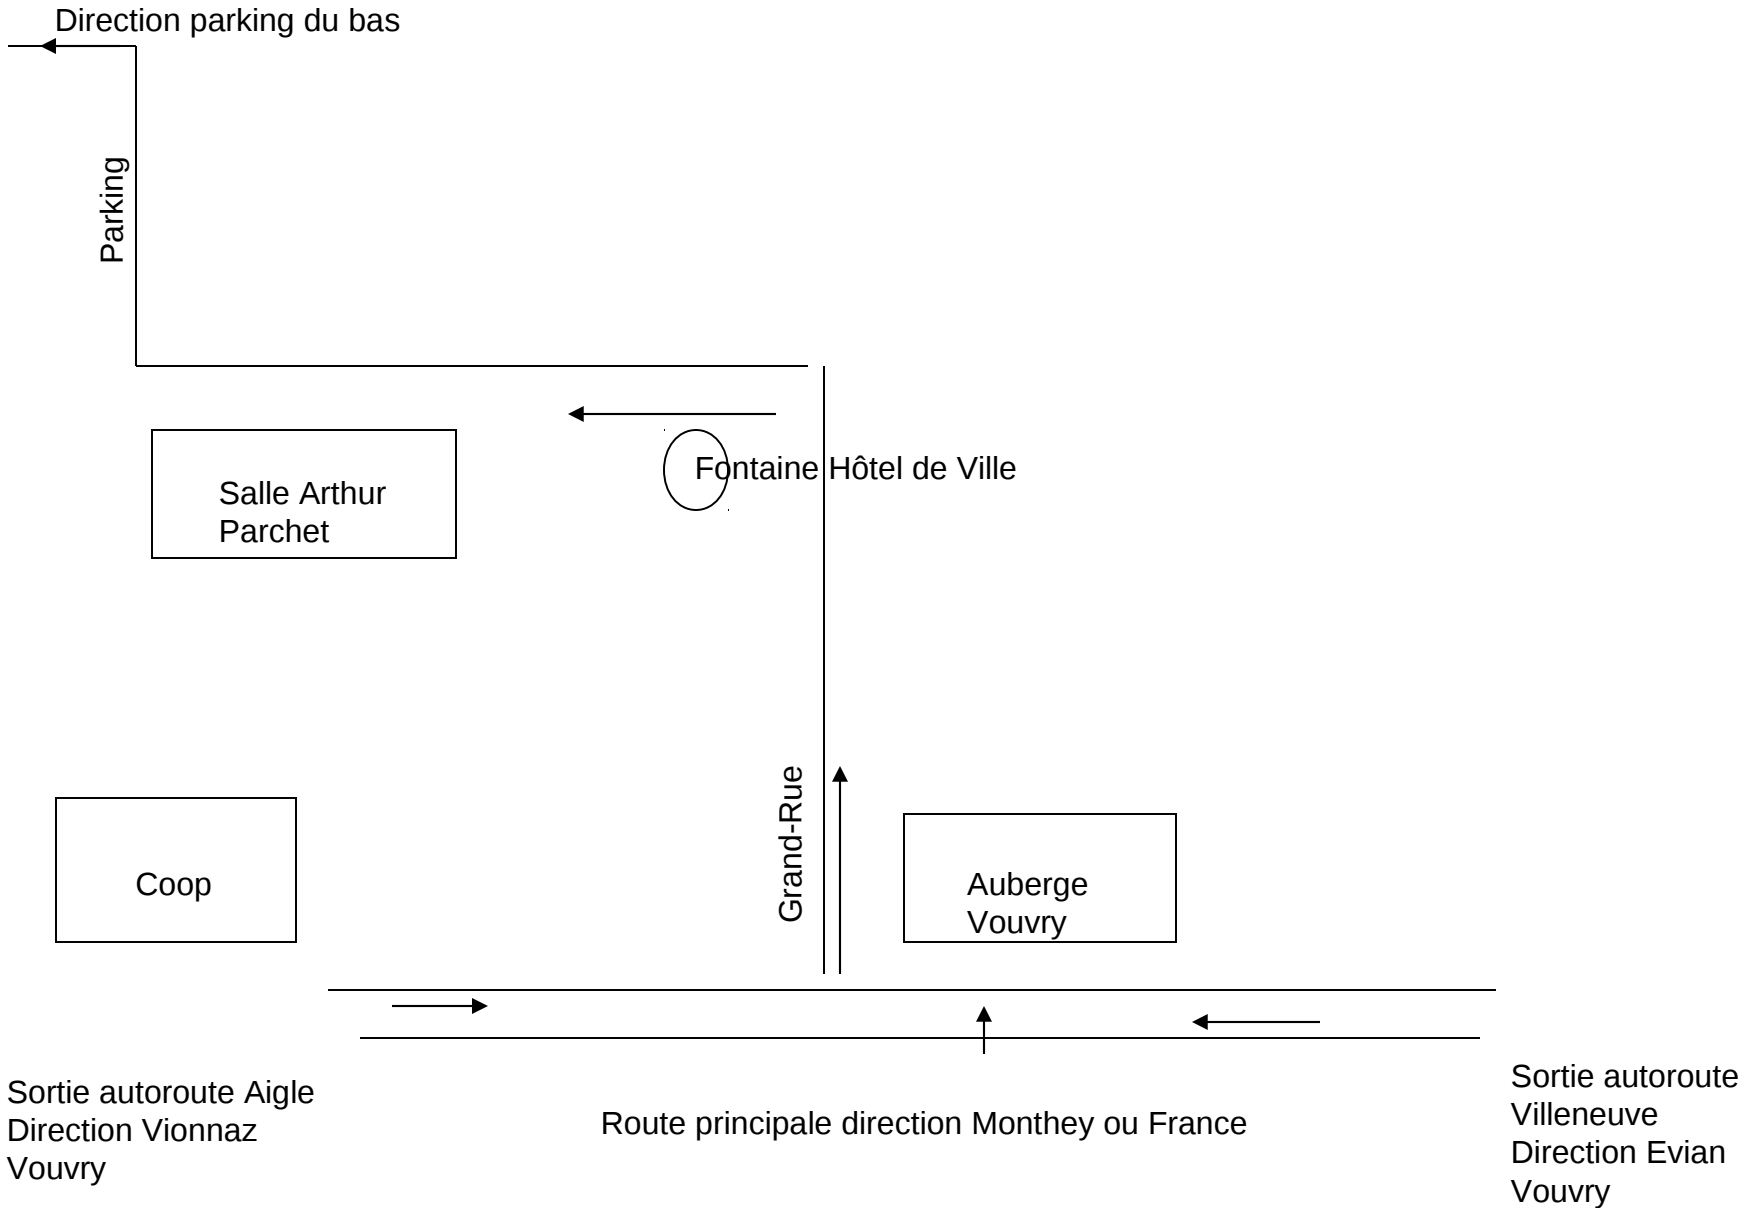 Direction parking du bas
Parking
Fontaine Hôtel de Ville
Salle Arthur
Parchet
Grand-Rue
Coop
Auberge
Vouvry
Sortie autoroute Aigle
Direction Vionnaz
Vouvry
Route principale direction Monthey ou France
Sortie autoroute
Villeneuve
Direction Evian
Vouvry